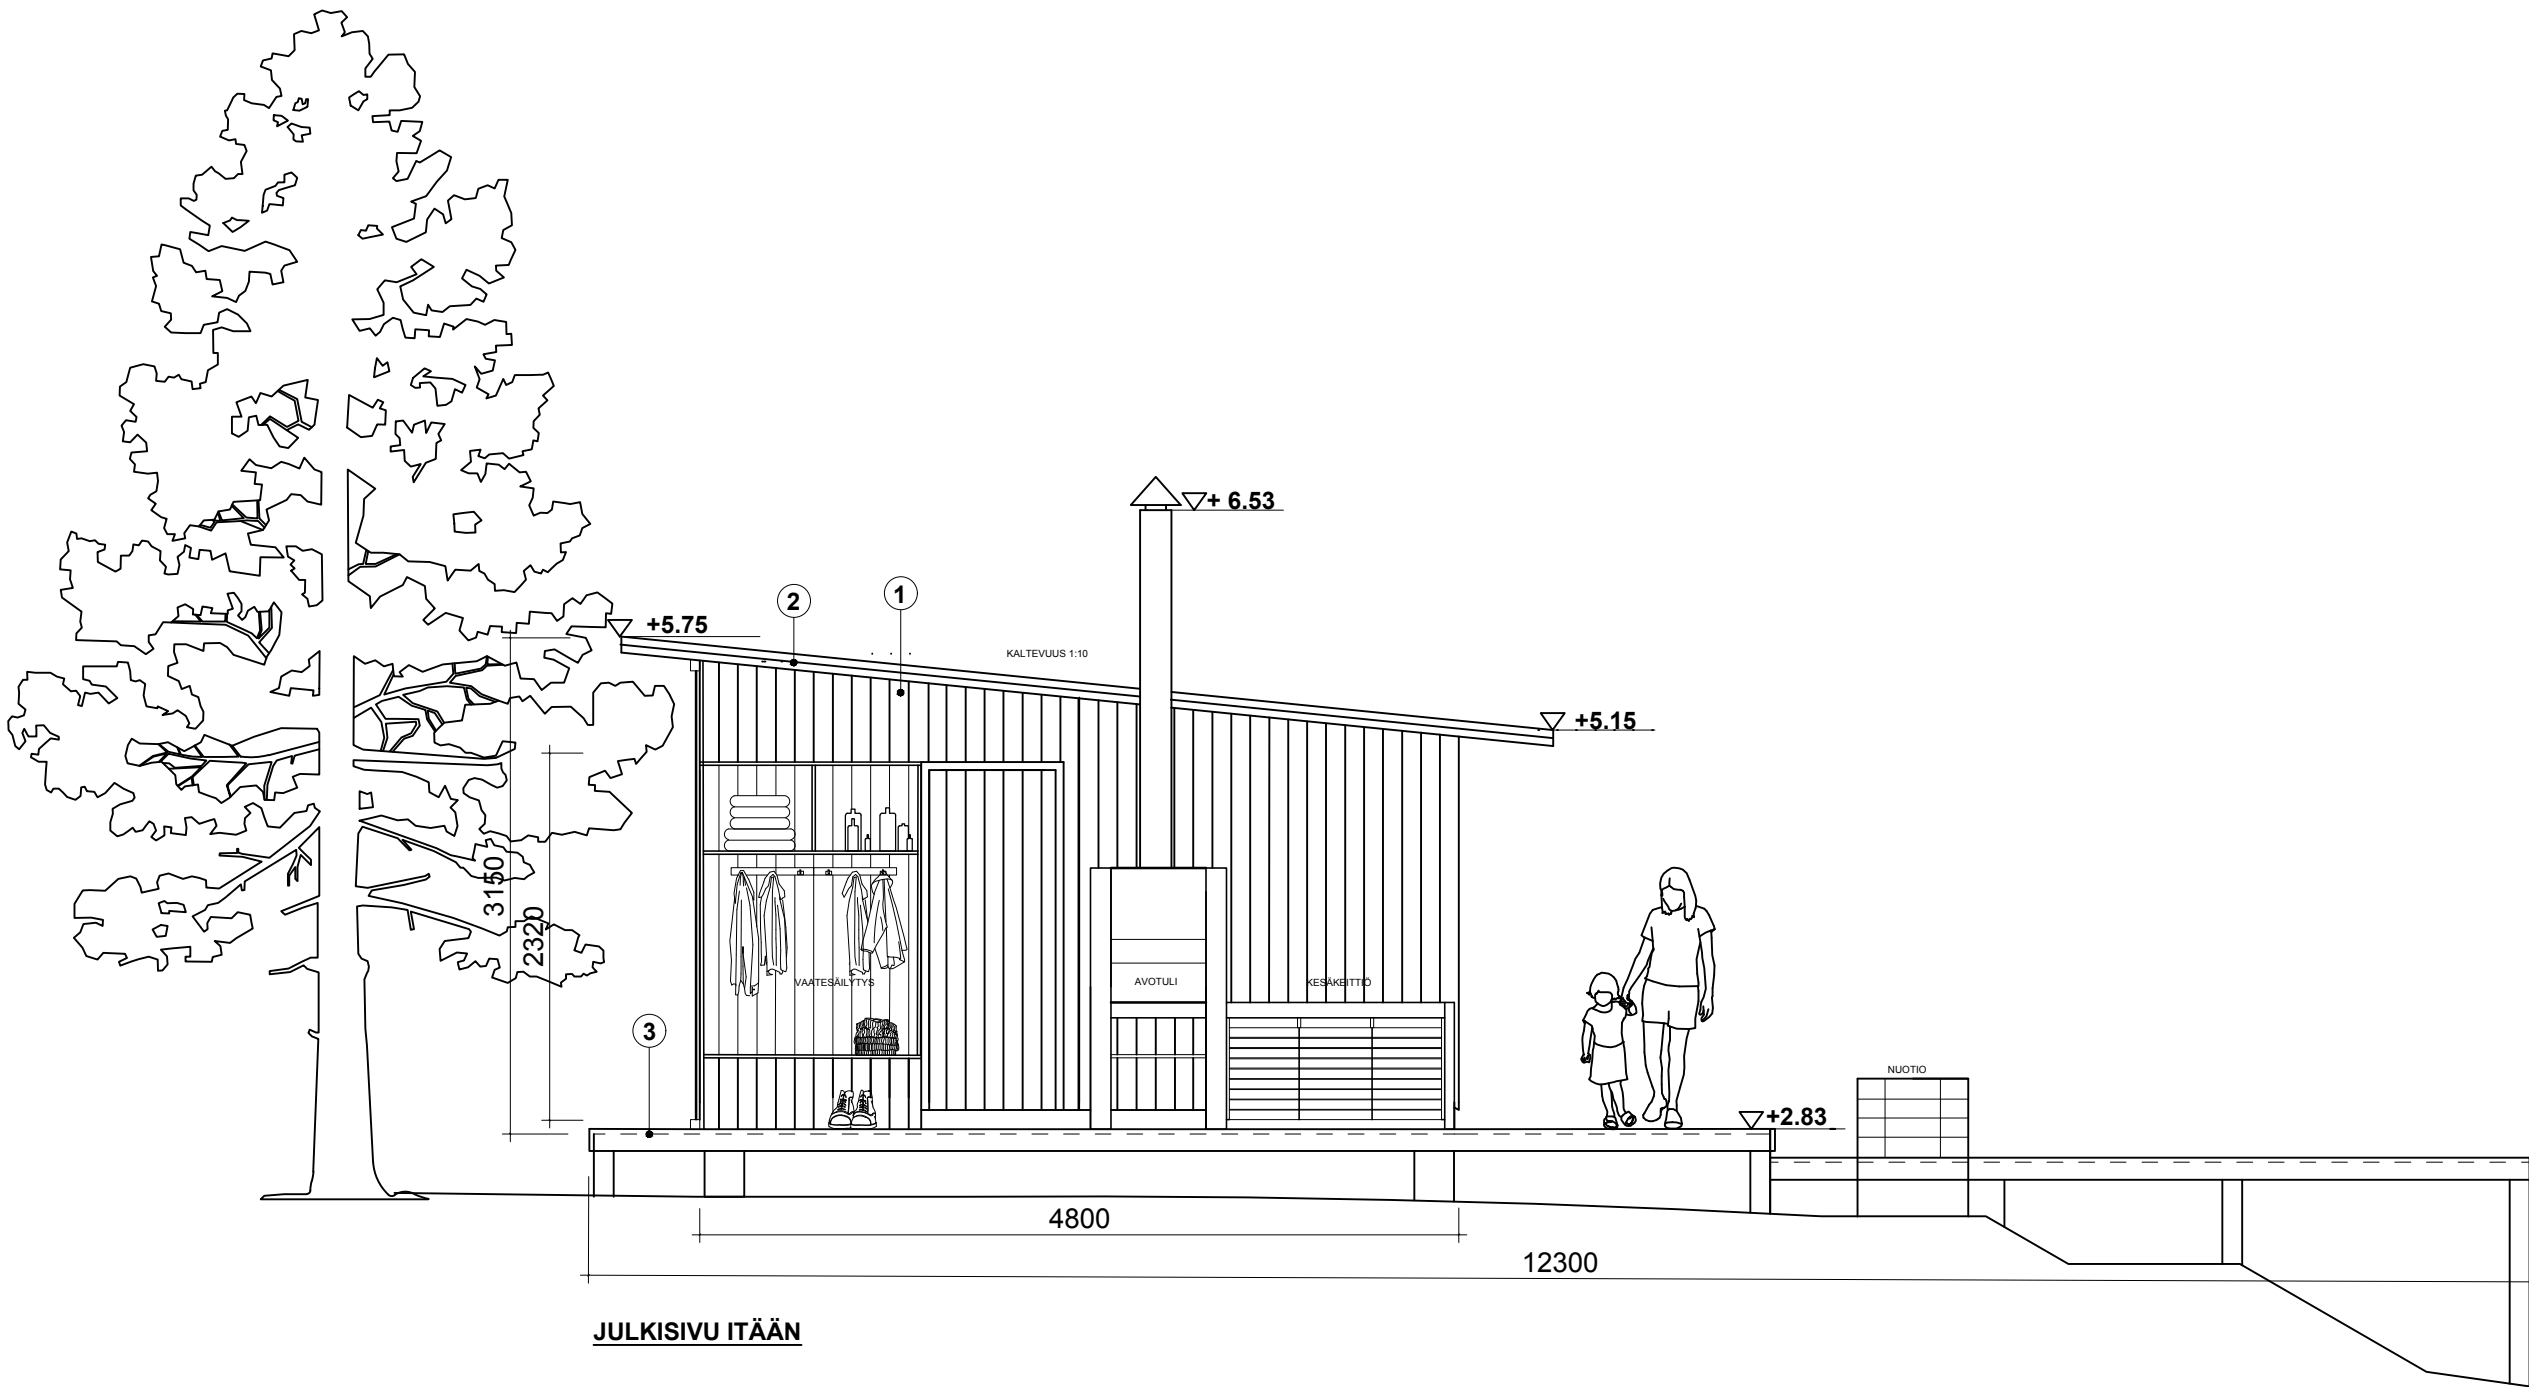 + 6.53
2
1
+5.75
KALTEVUUS 1:10
+5.15
3150
2320
VAATESÄILYTYS
AVOTULI
KESÄKEITTIÖ
3
NUOTIO
+2.83
4800
12300
JULKISIVU ITÄÄN